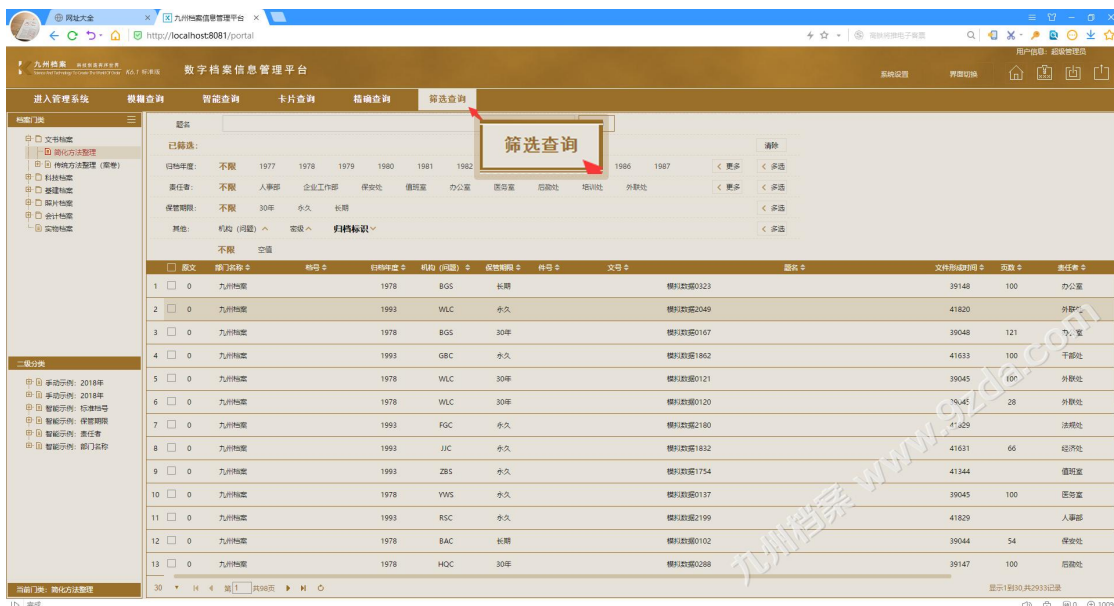 网址大全 × 九州档案信息管理平台 ×
http://localhost:8081/portal
用户信息: 超级管理员
九州档案 数字档案信息管理平台 系统设置 界面切换
进入管理系统 模糊查询 智能查询 卡片查询 精确查询 筛选查询
档案门类
文书档案
简化方法整理
传统方法整理 (案卷)
科技档案
基建档案
照片档案
会计档案
实物档案
题名
筛选查询
已筛选: 清除
归档年度: 不限 1977 1978 1979 1980 1981 1982 1986 1987 < 更多 < 多选
责任者: 不限 人事部 企业工作部 保安处 值班室 办公室 医务室 后勤处 培训处 外联处 < 更多 < 多选
保管期限: 不限 30年 永久 长期 < 多选
其他: 机构 (问题) 密级 归档标识 < 多选
不限 空值
原文 部门名称 档号 归档年度 机构 (问题) 保管期限 件号 文号 题名 文件形成时间 页数 责任者
1 0 九州档案 1978 BGS 长期 模拟数据0323 39148 100 办公室
2 0 九州档案 1993 WLC 永久 模拟数据2049 41820 外联处
3 0 九州档案 1978 BGS 30年 模拟数据0167 39048 121 办公室
4 0 九州档案 1993 GBC 永久 模拟数据1862 41633 100 干部处
5 0 九州档案 1978 WLC 30年 模拟数据0121 39045 100 外联处
6 0 九州档案 1978 WLC 30年 模拟数据0120 39045 28 外联处
7 0 九州档案 1993 FGC 永久 模拟数据2180 41829 法规处
8 0 九州档案 1993 JJC 永久 模拟数据1832 41631 66 经济处
9 0 九州档案 1993 ZBS 永久 模拟数据1754 41344 值班室
10 0 九州档案 1978 YWS 永久 模拟数据0137 39045 100 医务室
11 0 九州档案 1993 RSC 永久 模拟数据2199 41829 人事部
12 0 九州档案 1978 BAC 长期 模拟数据0102 39044 54 保安处
13 0 九州档案 1978 HQC 30年 模拟数据0288 39147 100 后勤处
二级分类
手动示例: 2018年
手动示例: 2018年
智能示例: 标准档号
智能示例: 保管期限
智能示例: 责任者
智能示例: 部门名称
当前门类: 简化方法整理
30 第 1 共98页 显示1到30,共2933记录
九州档案 www.9zda.com
完成 100%